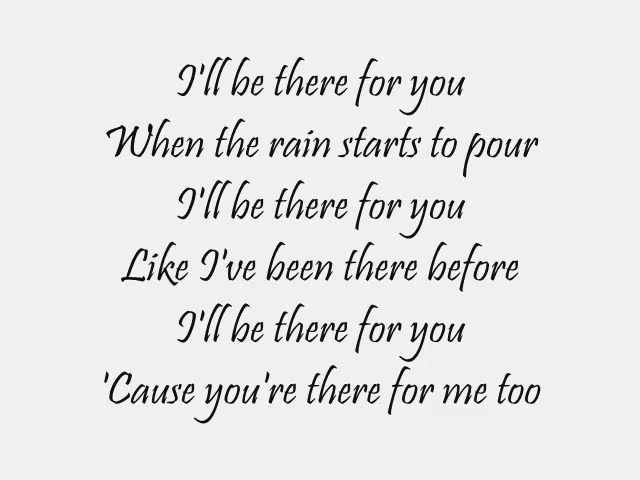 I'll be there for you
When the rain starts to pour
I'll be there for you
Like I've been there before
I'll be there for you
'Cause you're there for me too